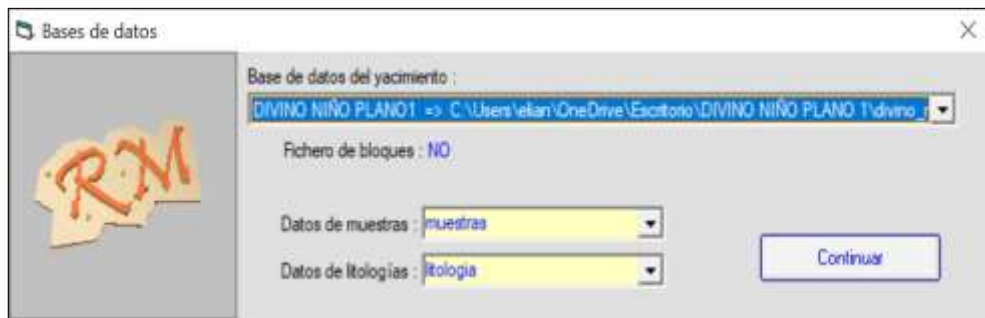 Bases de datos
RM
Base de datos del yacimiento :
DIVINO NIÑO PLANO1 => C:\Users\elian\OneDrive\Escritorio\DIVINO NIÑO PLANO 1\divino_
Fichero de bloques : NO
Datos de muestras : muestras
Datos de litologías : litologia
Continuar